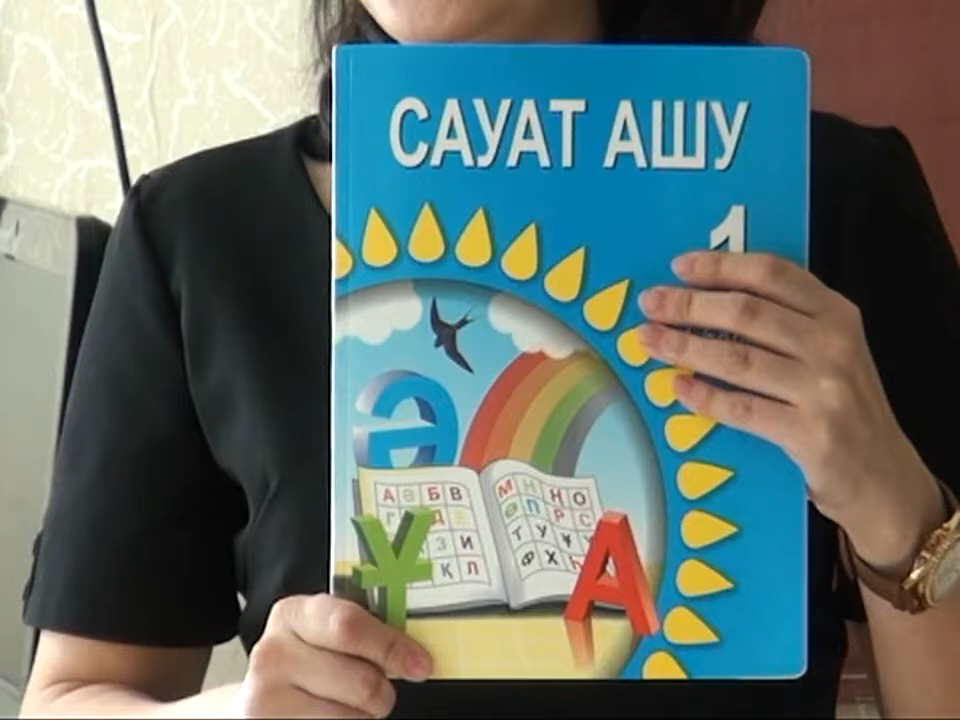 САУАТ АШУ
1
Ә
А Ә Б В
М Н Ң О
Г Д
Ө П Р С
З И
Т У Ұ
Қ Л
Ф Х Һ
Ұ А